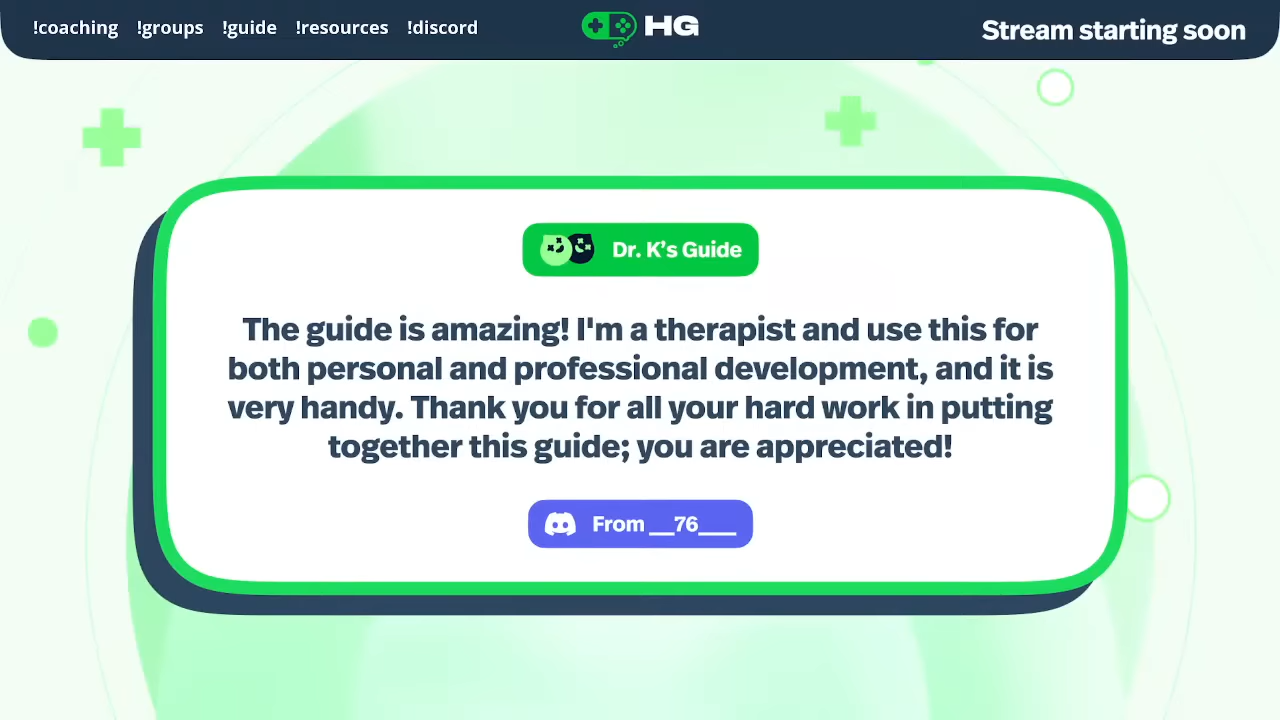 !coaching !groups !guide !resources !discord
HG
Stream starting soon
Dr. K’s Guide
The guide is amazing! I'm a therapist and use this for
both personal and professional development, and it is
very handy. Thank you for all your hard work in putting
together this guide; you are appreciated!
From __76___